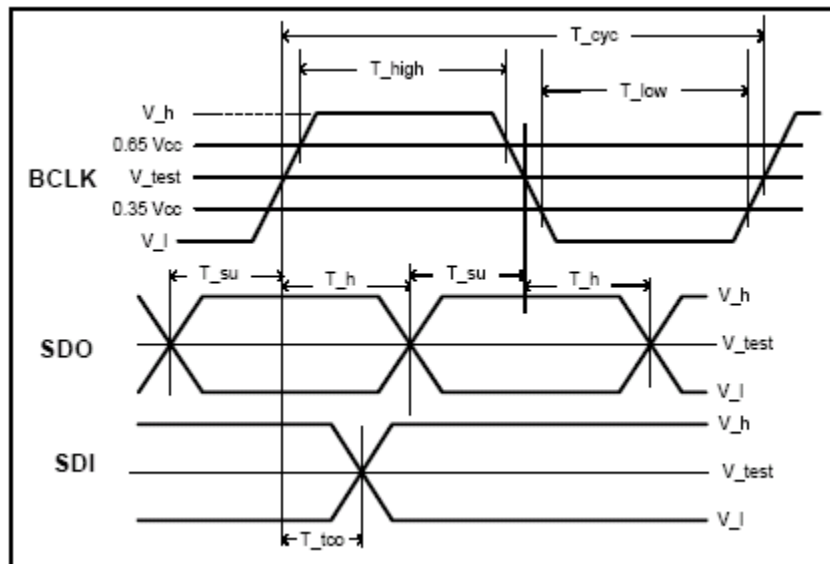 T_cyc
T_high
T_low
V_h
0.65 Vcc
BCLK
V_test
0.35 Vcc
V_l
T_su
T_h
T_su
T_h
V_h
SDO
V_test
V_l
V_h
SDI
V_test
V_l
T_tco